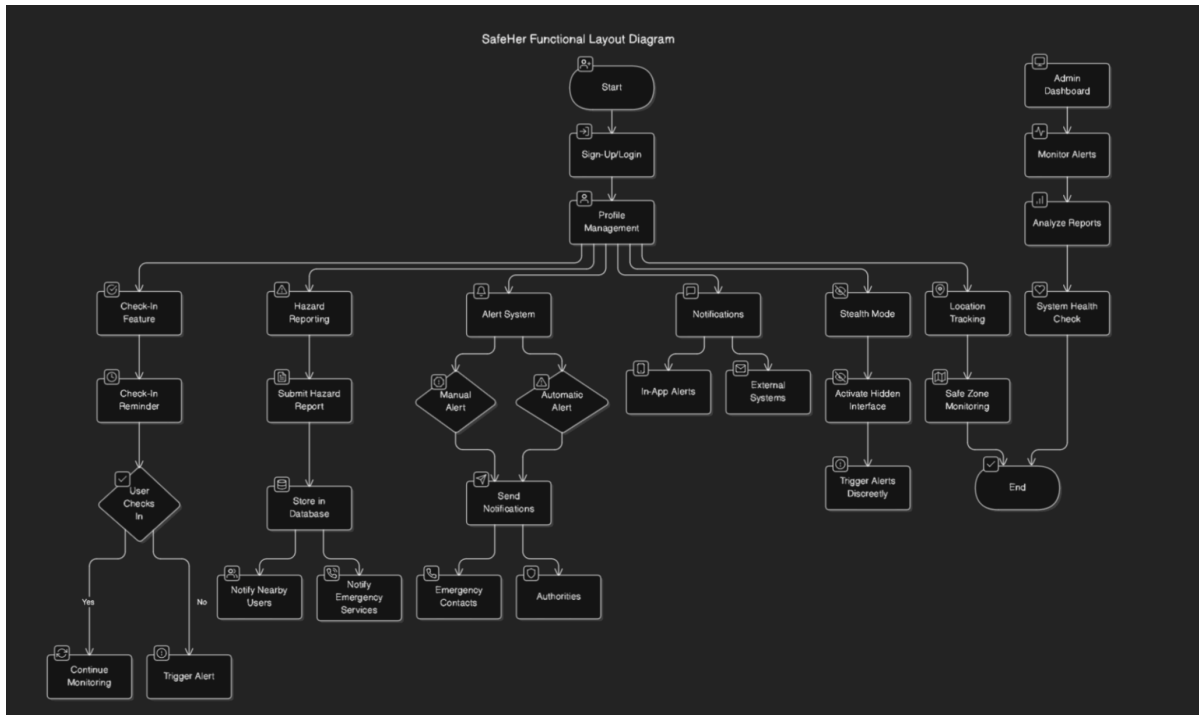 SafeHer Functional Layout Diagram
Start
Admin
Dashboard
Sign-Up/Login
Monitor Alerts
Profile
Management
Analyze Reports
Check-In
Feature
Hazard
Reporting
Alert System
Notifications
Stealth Mode
Location
Tracking
System Health
Check
Check-In
Reminder
Submit Hazard
Report
Manual
Alert
Automatic
Alert
In-App Alerts
External
Systems
Activate Hidden
Interface
Safe Zone
Monitoring
User
Checks
In
Store in
Database
Send
Notifications
Trigger Alerts
Discreetly
End
Yes
No
Notify Nearby
Users
Notify
Emergency
Services
Emergency
Contacts
Authorities
Continue
Monitoring
Trigger Alert